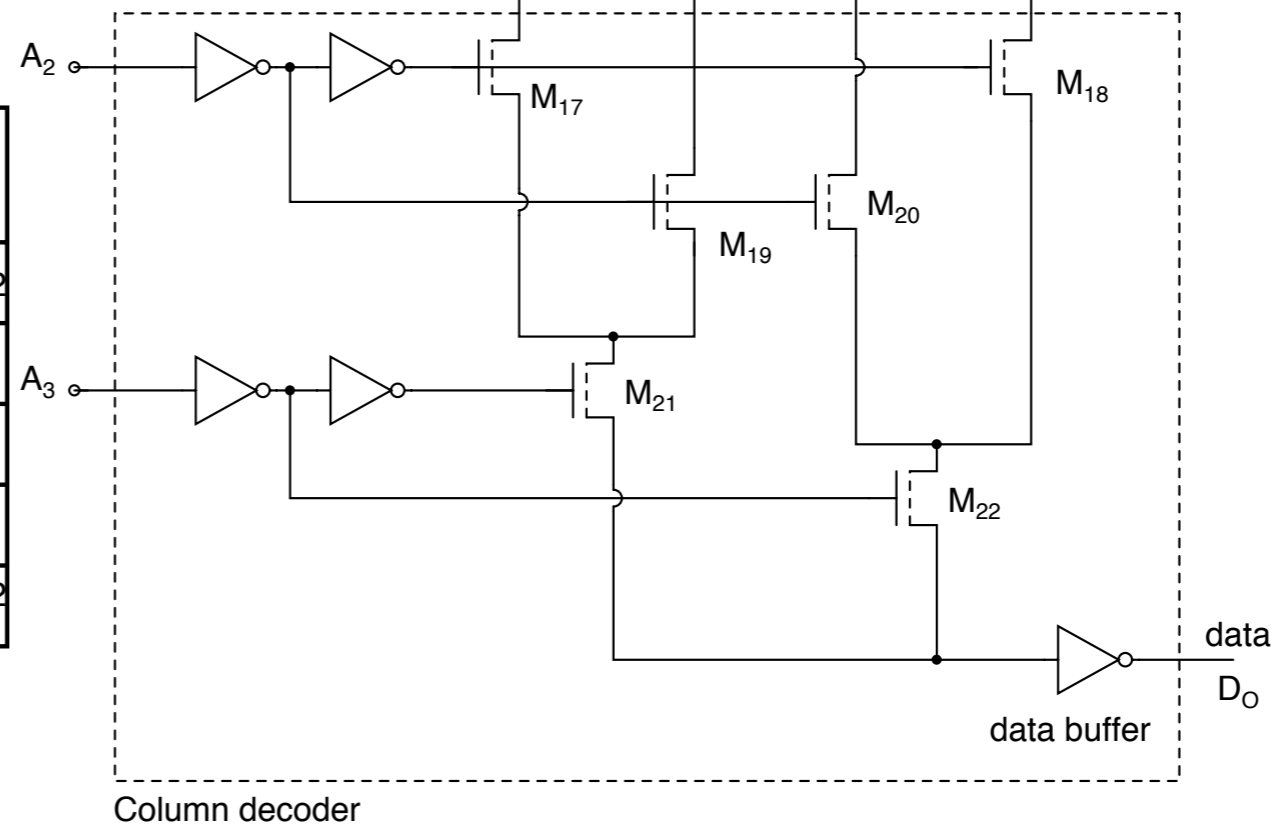 A2
M17
M18
M20
M19
A3
M21
M22
data
DO
data buffer
Column decoder